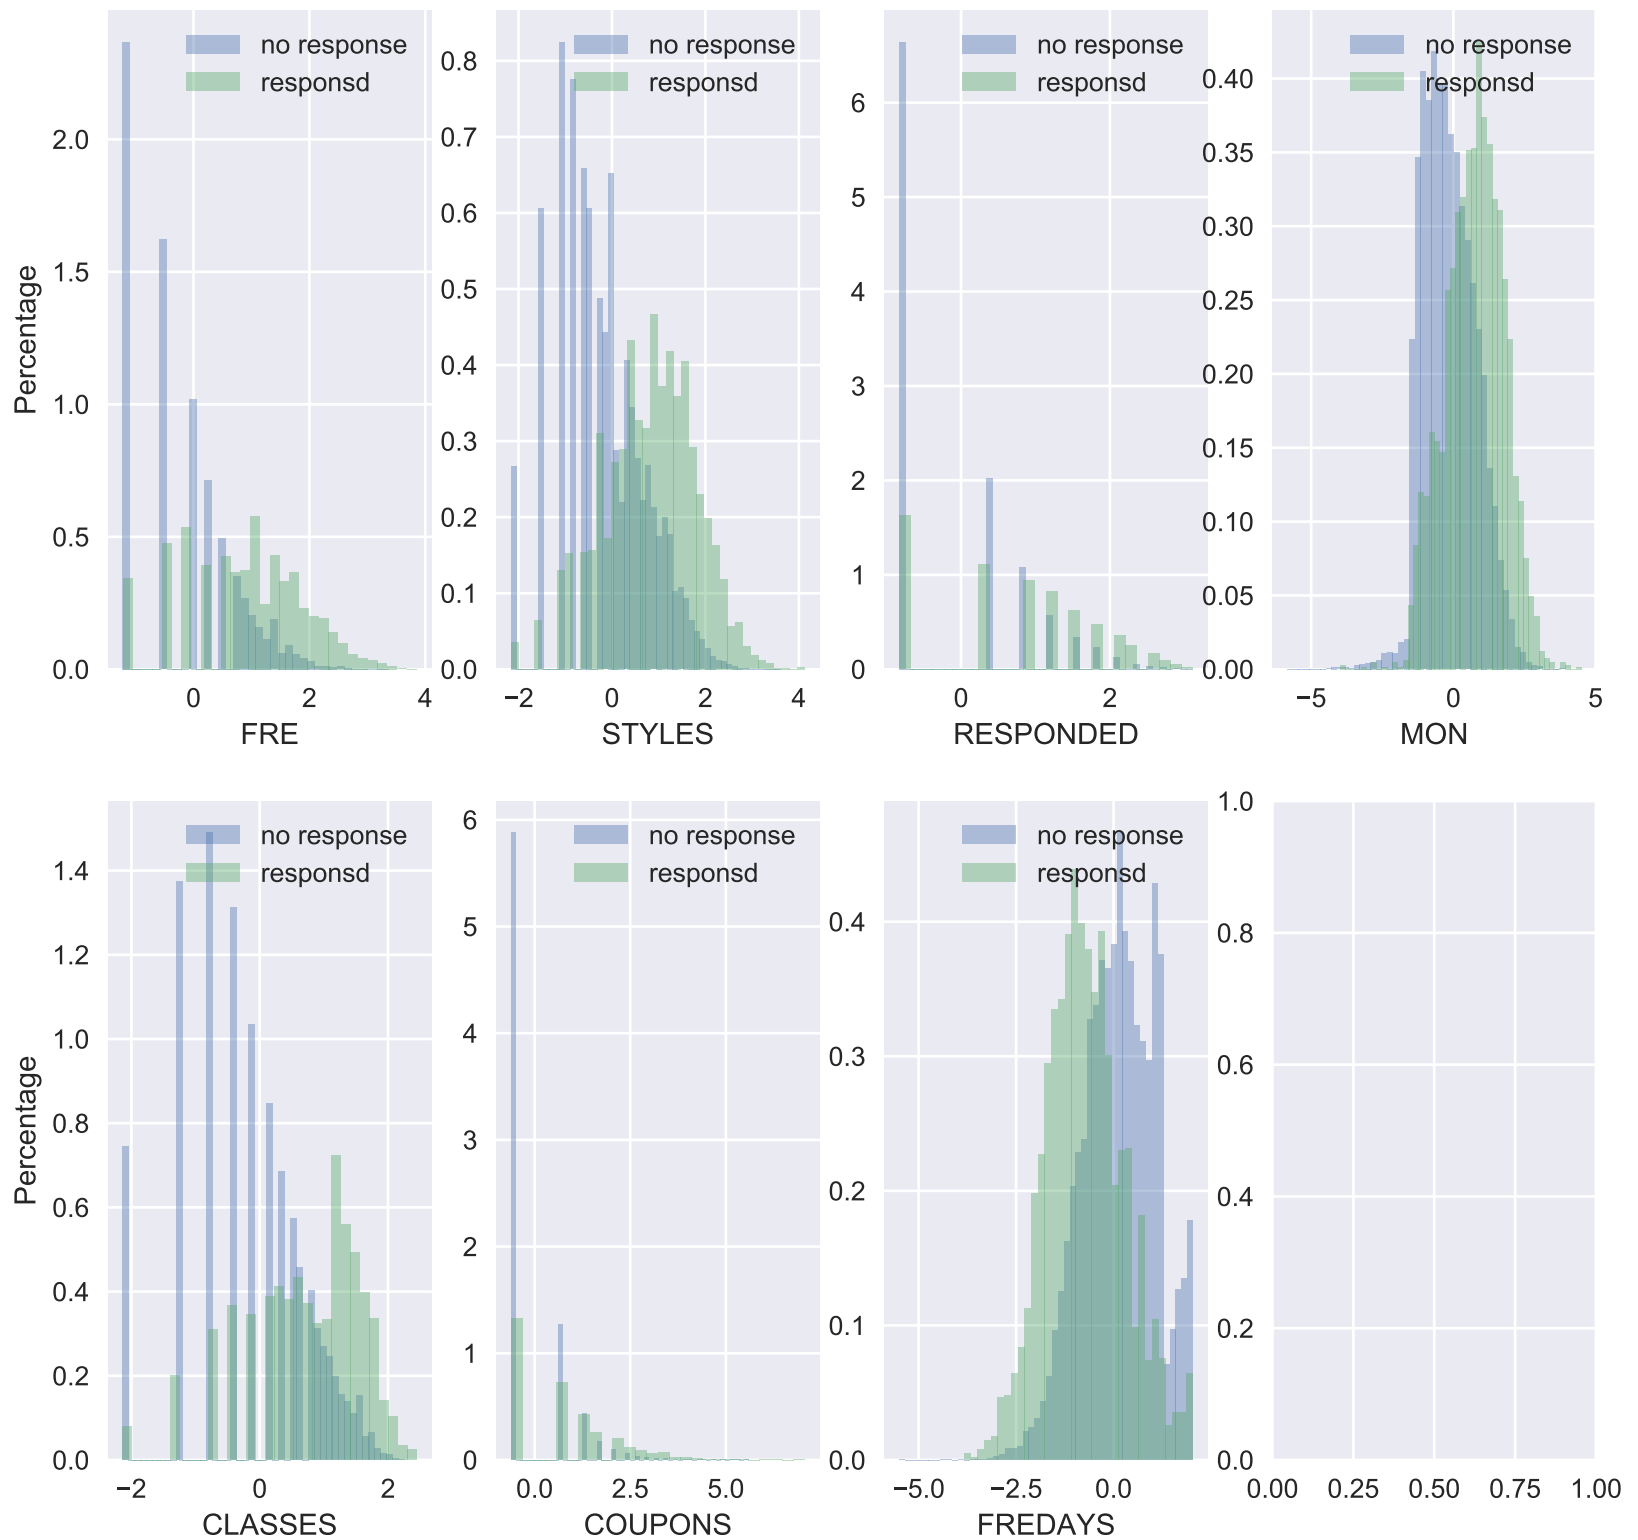 no response
responsd
Percentage
2.0
1.5
1.0
0.5
0.0
0 2 4
FRE
no response
responsd
0.8
0.7
0.6
0.5
0.4
0.3
0.2
0.1
0.0
−2 0 2 4
STYLES
no response
responsd
6
5
4
3
2
1
0
0 2
RESPONDED
no response
responsd
0.40
0.35
0.30
0.25
0.20
0.15
0.10
0.05
0.00
−5 0 5
MON
no response
responsd
Percentage
1.4
1.2
1.0
0.8
0.6
0.4
0.2
0.0
−2 0 2
CLASSES
no response
responsd
6
5
4
3
2
1
0
0.0 2.5 5.0
COUPONS
no response
responsd
0.4
0.3
0.2
0.1
0.0
−5.0 −2.5 0.0
FREDAYS
1.0
0.8
0.6
0.4
0.2
0.0
0.00 0.25 0.50 0.75 1.00